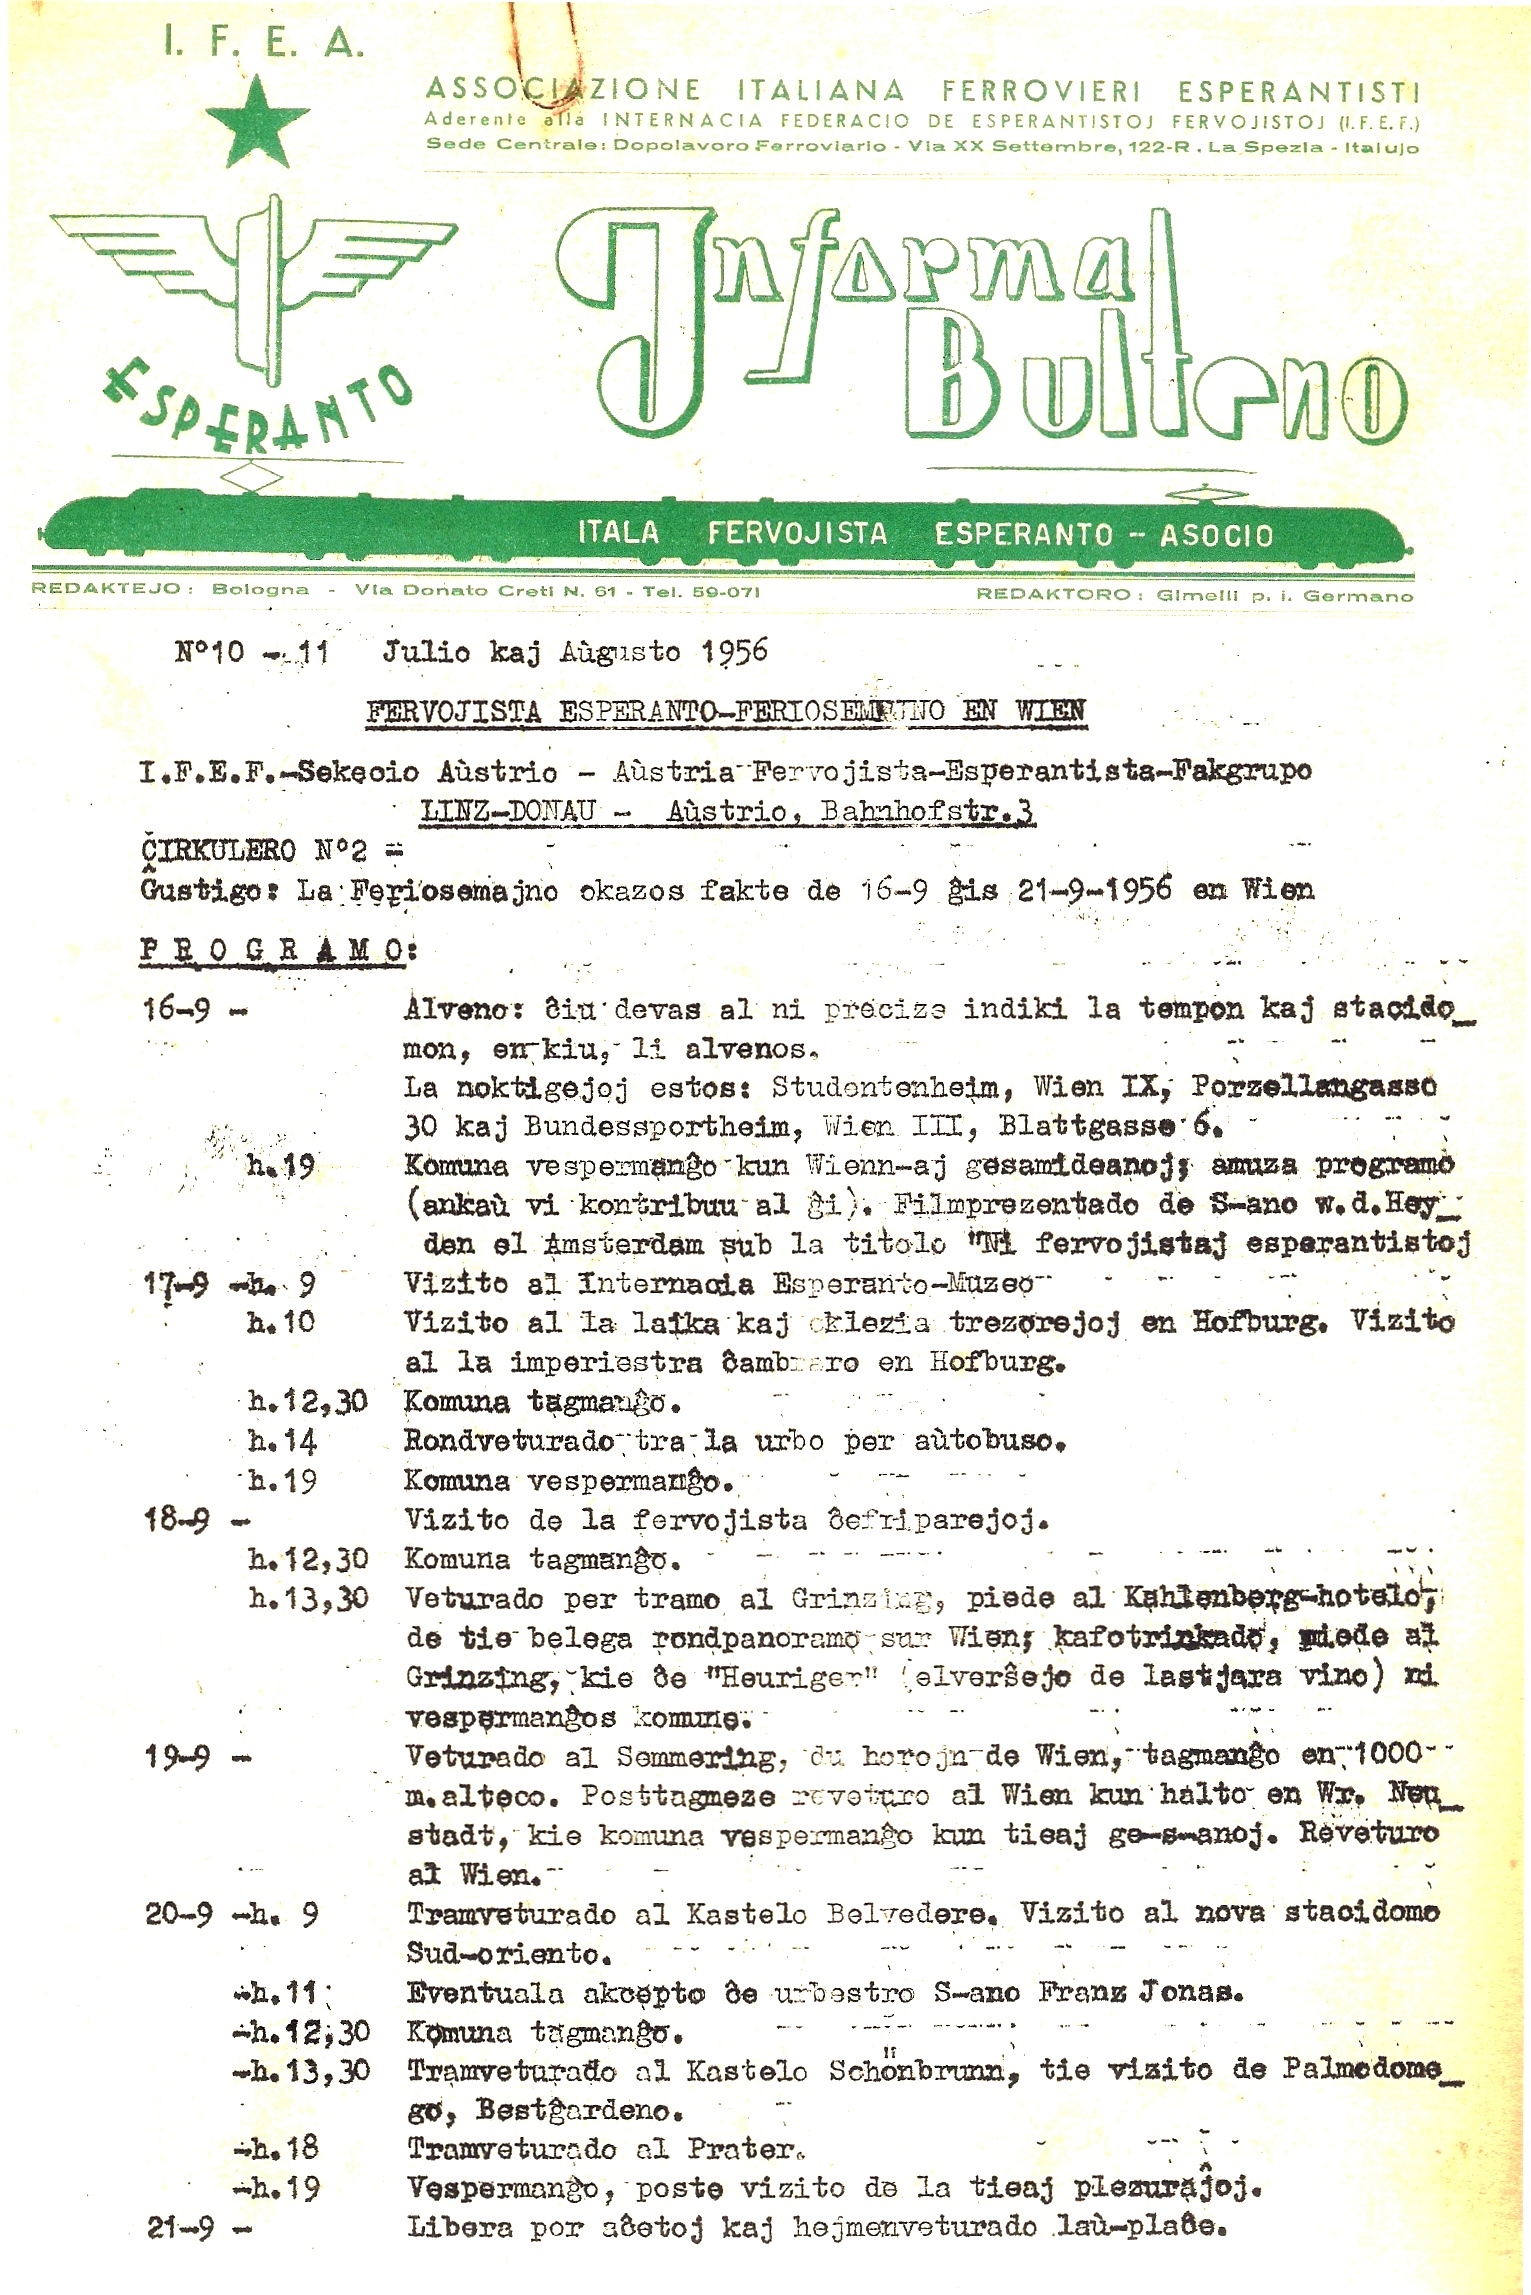 I. F. E. A.
ASSOCIAZIONE ITALIANA FERROVIERI ESPERANTISTI
Aderente alla INTERNACIA FEDERACIO DE ESPERANTISTOJ FERVOJISTOJ (I.F.E.F.)
Sede Centrale: Dopolavoro Ferroviario - Via XX Settembre, 122-R . La Spezia - Italujo
Informa
Bulteno
ESPERANTO
ITALA FERVOJISTA ESPERANTO - ASOCIO
REDAKTEJO: Bologna - Via Donato Creti N. 61 - Tel. 59-071
REDAKTORO: Gimelli p. i. Germano
N°10 - 11 Julio kaj Aùgusto 1956
FERVOJISTA ESPERANTO-FERIOSEMAJNO EN WIEN
I.F.E.F.-Sekcio Aùstrio - Aùstria Fervojista-Esperantista-Fakgrupo
LINZ-DONAU - Aùstrio, Bahnhofstr.3
ĈIRKULERO N°2 =
Ĝustigo: La Feriosemajno okazos fakte de 16-9 ĝis 21-9-1956 en Wien
P R O G R A M O:
16-9 - Alveno: ĉiu devas al ni precize indiki la tempon kaj stacido_
mon, en kiu, li alvenos.
La noktigejoj estos: Studentenheim, Wien IX, Porzellangasse
30 kaj Bundessportheim, Wien III, Blattgasse 6.
h.19 Komuna vespermanĝo kun Wienn-aj gesamideanoj; amuza programo
(ankaù vi kontribuu al ĝi). Filmprezentado de S-ano w.d.Hey_
den el Amsterdam sub la titolo "Ni fervojistaj esperantistoj
17-9 -h. 9 Vizito al Internacia Esperanto-Muzeo
h.10 Vizito al la laika kaj eklezia trezorejoj en Hofburg. Vizito
al la imperiestra ĉambraro en Hofburg.
h.12,30 Komuna tagmanĝo.
h.14 Rondveturado tra la urbo per aùtobuso.
h.19 Komuna vespermanĝo.
18-9 - Vizito de la fervojista ĉefriparejoj.
h.12,30 Komuna tagmanĝo.
h.13,30 Veturado per tramo al Grinzing, piede al Kahlenberg-hotelo,
de tie belega rondpanoramo sur Wien; kafotrinkado, piede al
Grinzing, kie ĉe "Heuriger" (elverŝejo de lastjara vino) ni
vespermanĝos komune.
19-9 - Veturado al Semmering, du horojn de Wien, tagmanĝo en 1000
m.alteco. Posttagmeze reveturo al Wien kun halto en Wr. Neu_
stadt, kie komuna vespermanĝo kun tieaj ge-s-anoj. Reveturo
al Wien.
20-9 -h. 9 Tramveturado al Kastelo Belvedere. Vizito al nova stacidomo
Sud-oriento.
-h.11 Eventuala akcepto ĉe urbestro S-ano Franz Jonas.
-h.12,30 Komuna tagmanĝo.
-h.13,30 Tramveturado al Kastelo Schönbrunn, tie vizito de Palmodome_
go, Bestĝardeno.
-h.18 Tramveturado al Prater.
-h.19 Vespermanĝo, poste vizito de la tieaj plezuraĵoj.
21-9 - Libera por aĉetoj kaj hejmenveturado laù-plaĉe.